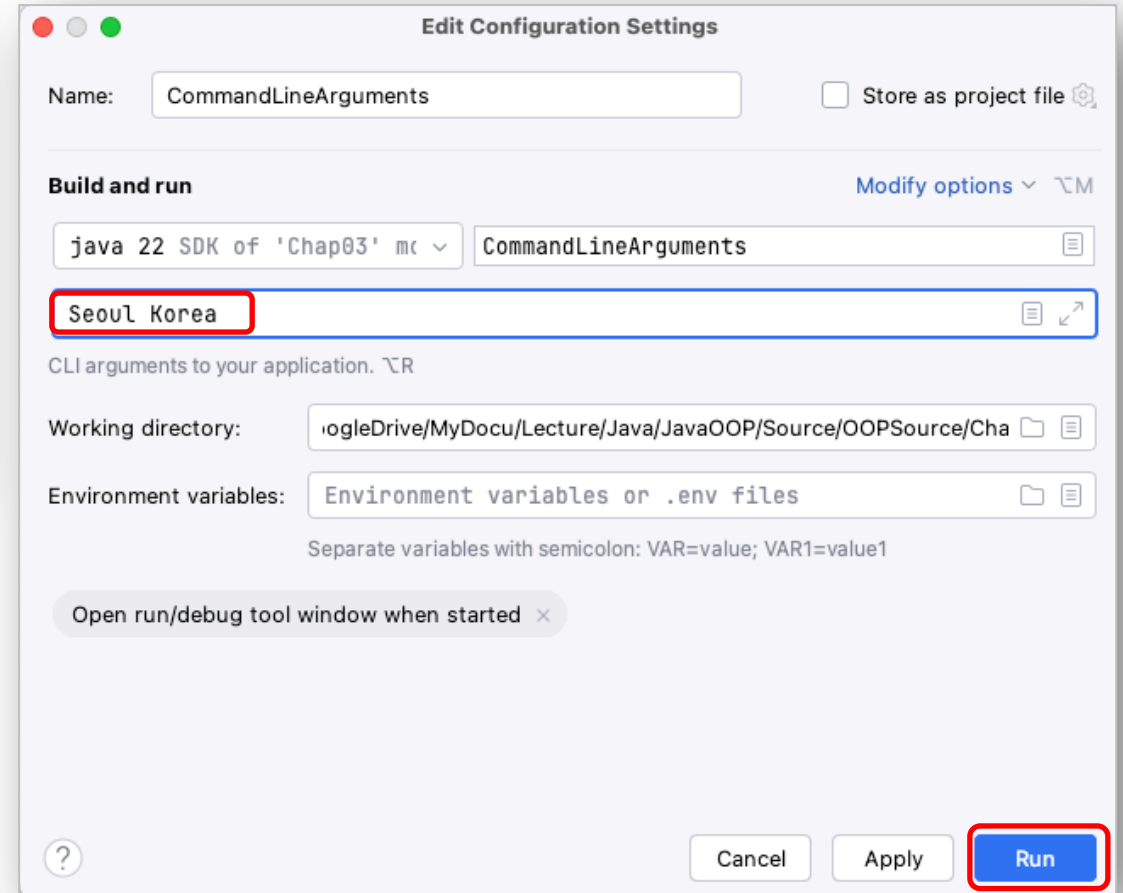 Edit Configuration Settings
Name: CommandLineArguments Store as project file
Build and run Modify options ⌥M
java 22 SDK of 'Chap03' mo CommandLineArguments
Seoul Korea
CLI arguments to your application. ⌥R
Working directory: ogleDrive/MyDocu/Lecture/Java/JavaOOP/Source/OOPSource/Cha
Environment variables: Environment variables or .env files
Separate variables with semicolon: VAR=value; VAR1=value1
Open run/debug tool window when started ×
? Cancel Apply Run